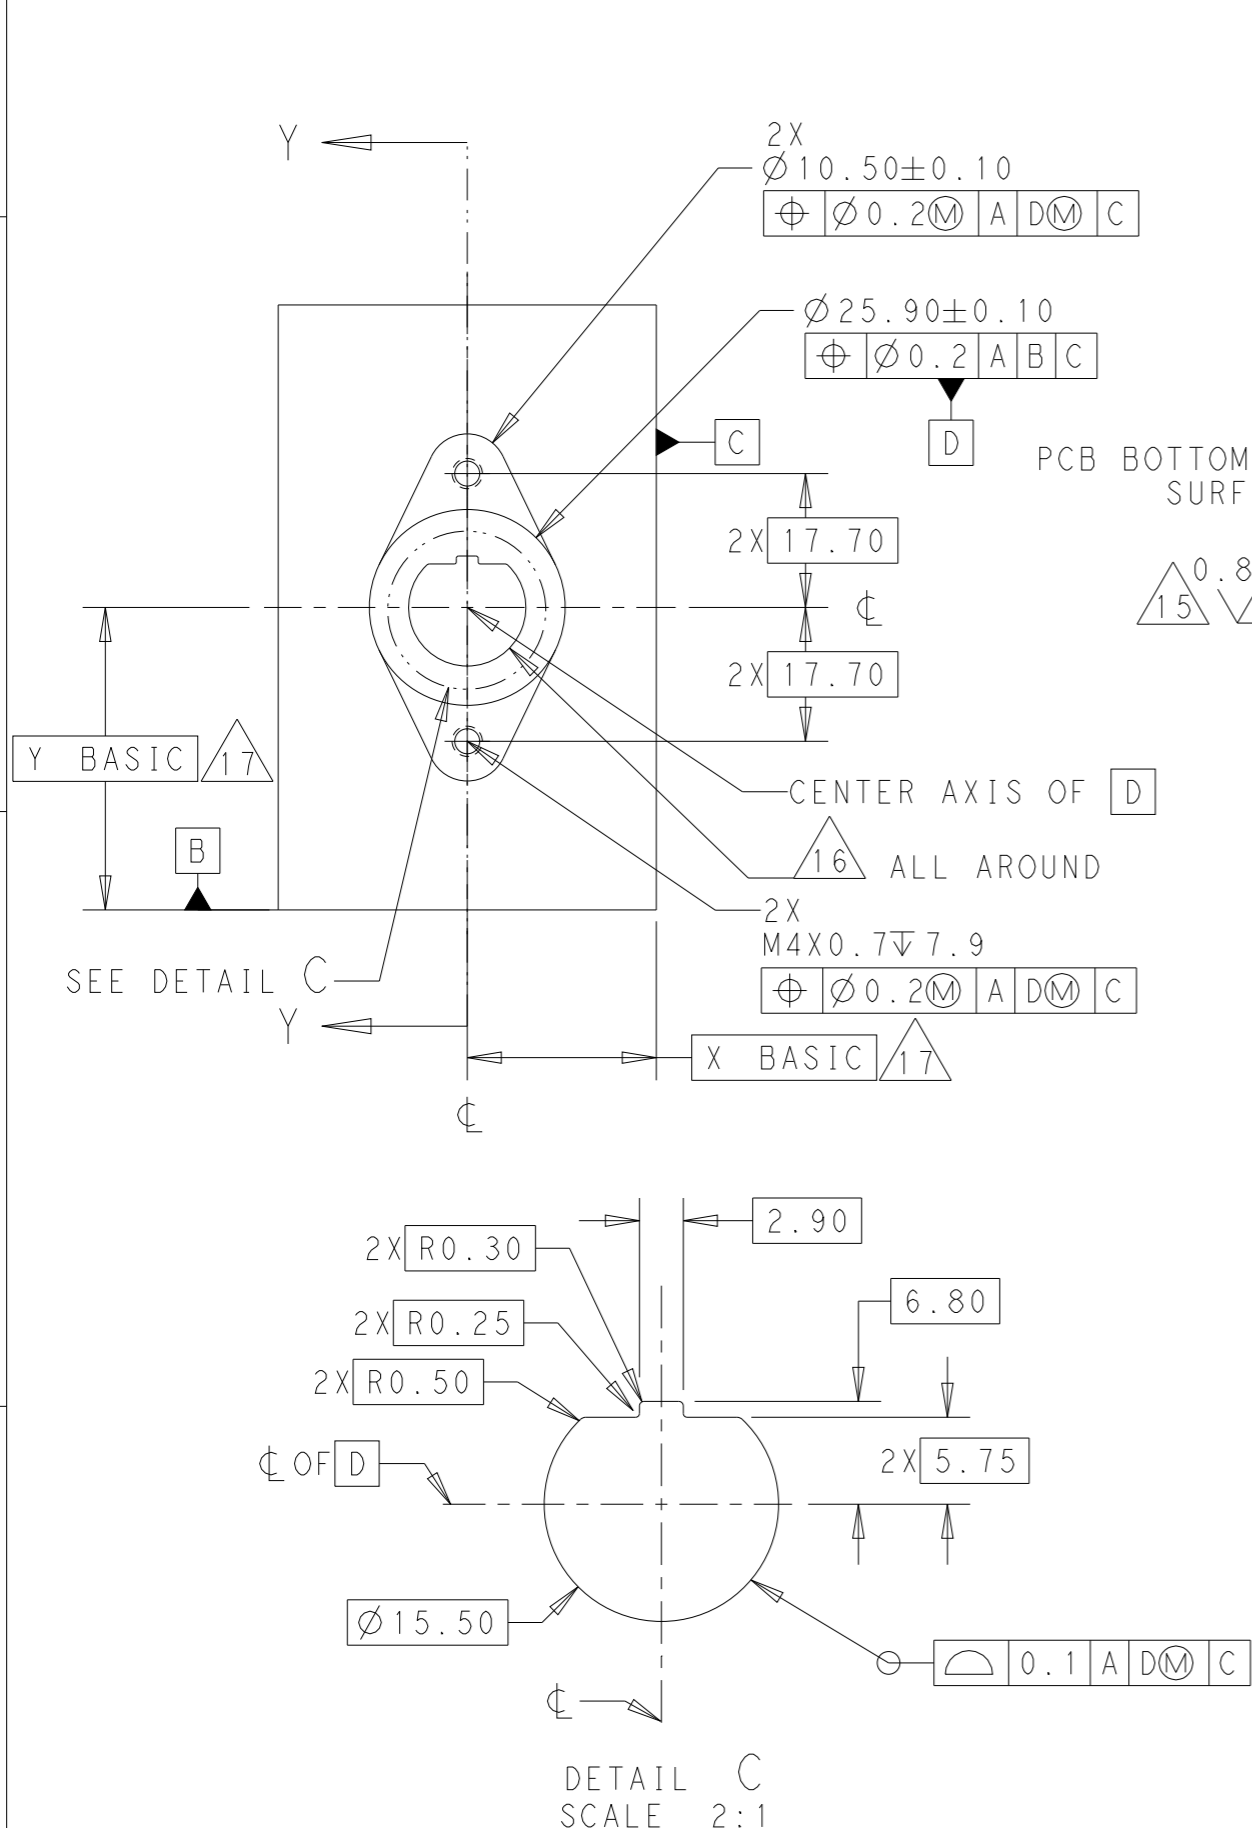 Y
2X
Ø10.50±0.10
⌖ Ø0.2Ⓜ A DⓂ C
Ø25.90±0.10
⌖ Ø0.2 A B C
D
C
PCB BOTTOM
SURF
2X 17.70
℄
0.8
15
2X 17.70
Y BASIC 17
CENTER AXIS OF D
16 ALL AROUND
B
2X
M4X0.7↧7.9
⌖ Ø0.2Ⓜ A DⓂ C
SEE DETAIL C
Y
X BASIC 17
℄
2.90
2X R0.30
6.80
2X R0.25
2X R0.50
℄ OF D
2X 5.75
Ø15.50
⌓ 0.1 A DⓂ C
℄
DETAIL C
SCALE 2:1